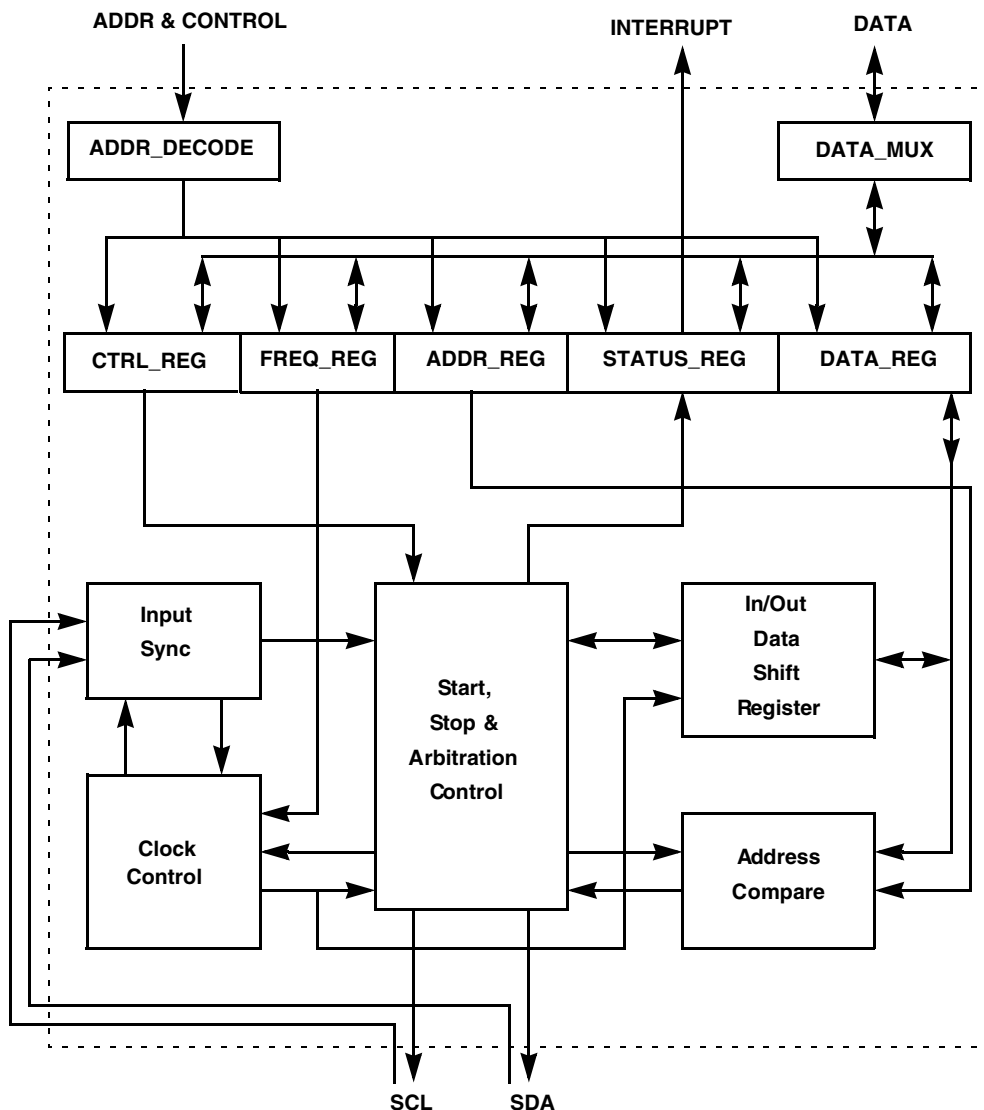 ADDR & CONTROL
INTERRUPT
DATA
ADDR_DECODE
DATA_MUX
CTRL_REG
FREQ_REG
ADDR_REG
STATUS_REG
DATA_REG
Input
Sync
Start,
Stop &
Arbitration
Control
In/Out
Data
Shift
Register
Clock
Control
Address
Compare
SCL
SDA